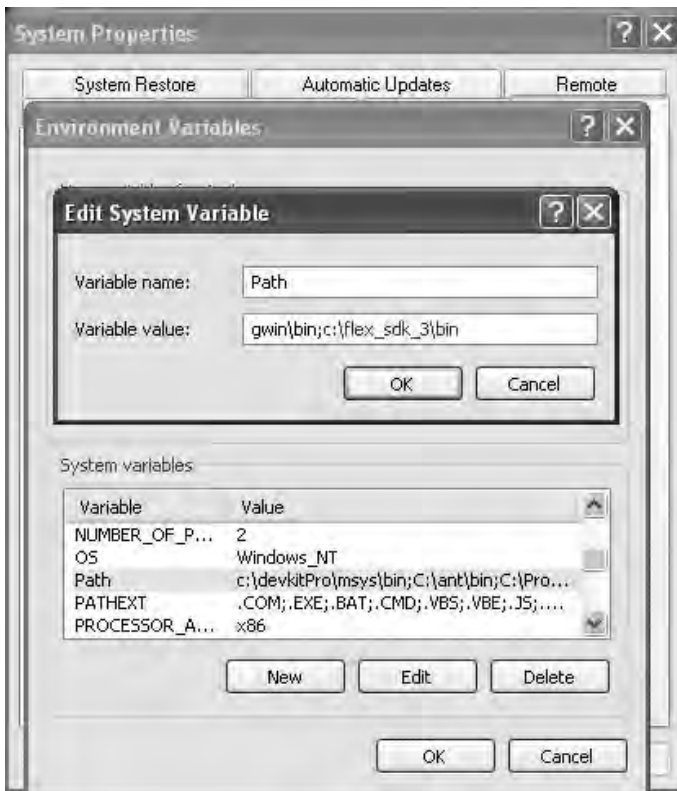 System Properties
System Restore Automatic Updates Remote
Environment Variables
Edit System Variable
Variable name: Path
Variable value: gwin\bin;c:\flex_sdk_3\bin
OK Cancel
System variables
Variable Value
NUMBER_OF_P... 2
OS Windows_NT
Path c:\devkitPro\msys\bin;C:\ant\bin;C:\Pro...
PATHEXT .COM;.EXE;.BAT;.CMD;.VBS;.VBE;.JS;....
PROCESSOR_A... x86
New Edit Delete
OK Cancel